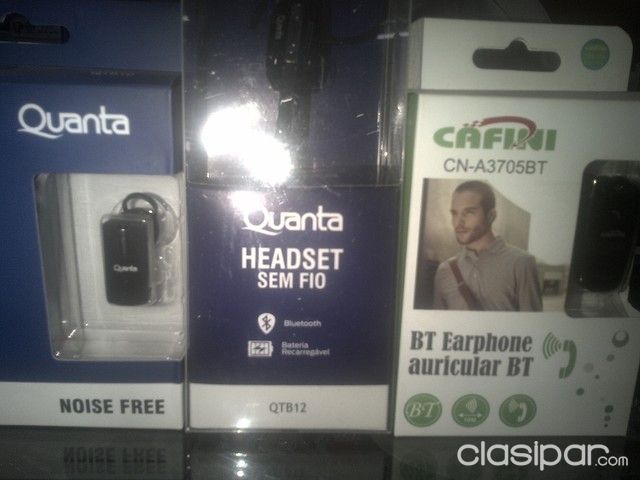 Quanta
Quanta
NOISE FREE
Quanta
HEADSET
SEM FIO
Bluetooth
Bateria
Recarregável
QTB12
CAFINI
CN-A3705BT
BT Earphone
auricular BT
BT
clasipar.com